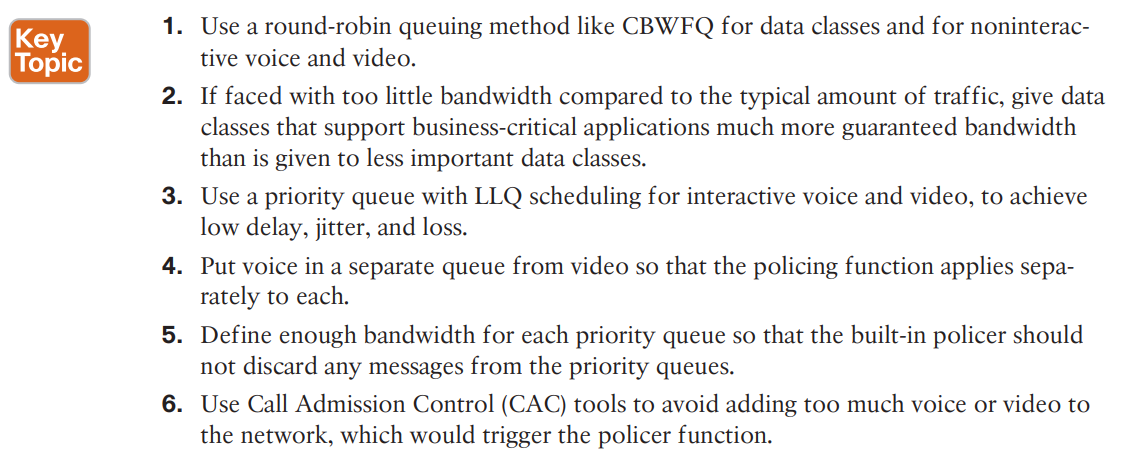 Key
Topic
1. Use a round-robin queuing method like CBWFQ for data classes and for noninterac-
tive voice and video.
2. If faced with too little bandwidth compared to the typical amount of traffic, give data
classes that support business-critical applications much more guaranteed bandwidth
than is given to less important data classes.
3. Use a priority queue with LLQ scheduling for interactive voice and video, to achieve
low delay, jitter, and loss.
4. Put voice in a separate queue from video so that the policing function applies sepa-
rately to each.
5. Define enough bandwidth for each priority queue so that the built-in policer should
not discard any messages from the priority queues.
6. Use Call Admission Control (CAC) tools to avoid adding too much voice or video to
the network, which would trigger the policer function.